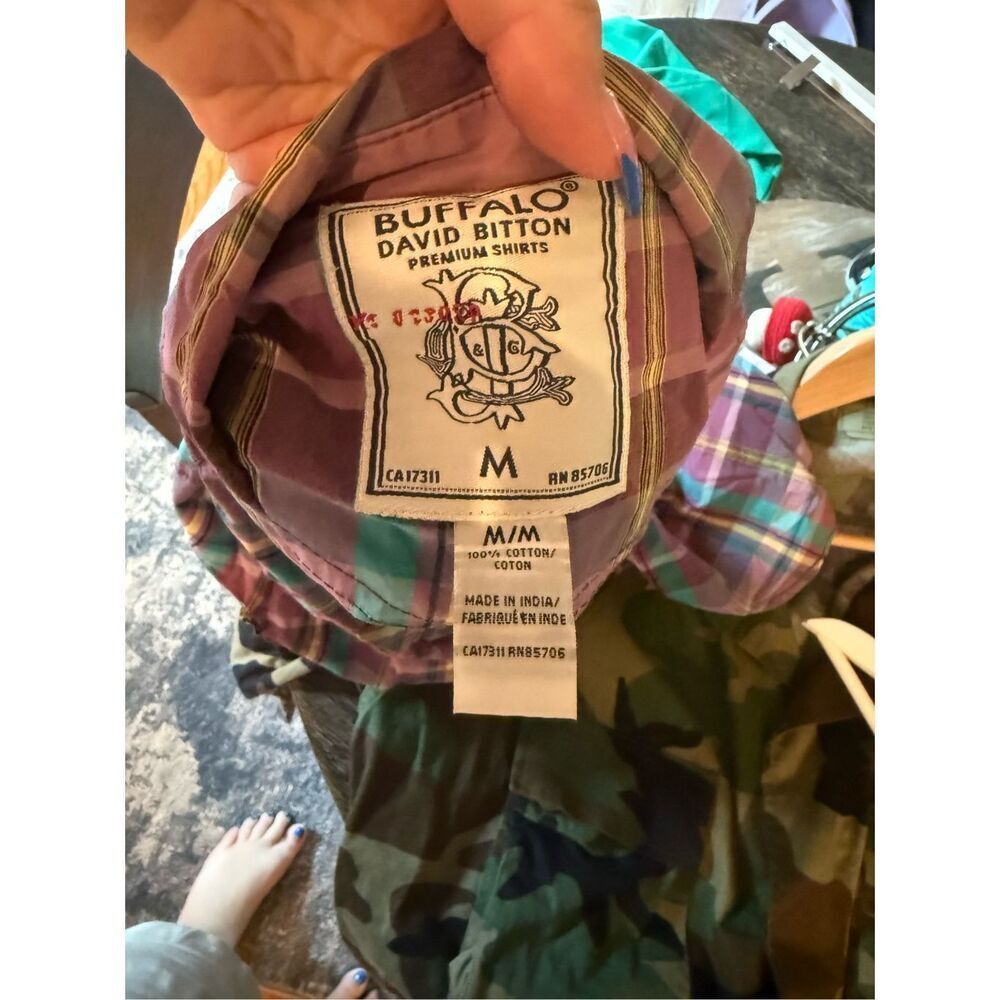 BUFFALO®
DAVID BITTON
PREMIUM SHIRTS
& G
M
CA17311 RN 85706
M/M
100% COTTON/
COTON
MADE IN INDIA/
FABRIQUÉ EN INDE
CA17311 RN85706